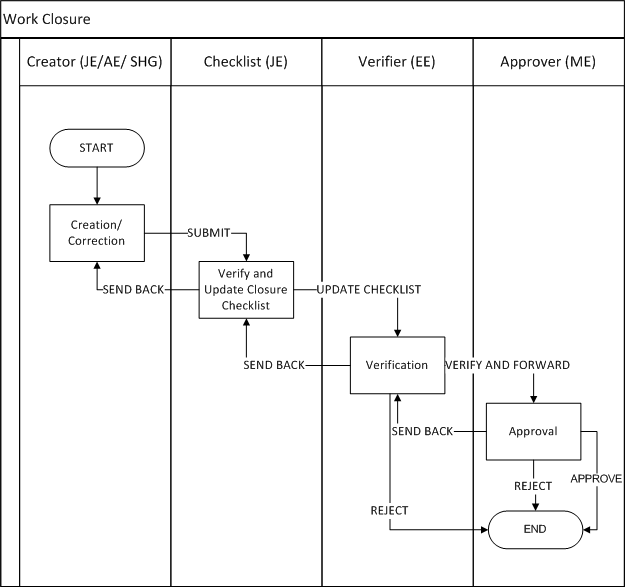 Work Closure
Creator (JE/AE/ SHG)
Checklist (JE)
Verifier (EE)
Approver (ME)
START
Creation/
Correction
SUBMIT
Verify and
Update Closure
Checklist
SEND BACK
UPDATE CHECKLIST
Verification
SEND BACK
VERIFY AND FORWARD
Approval
SEND BACK
REJECT
APPROVE
REJECT
END